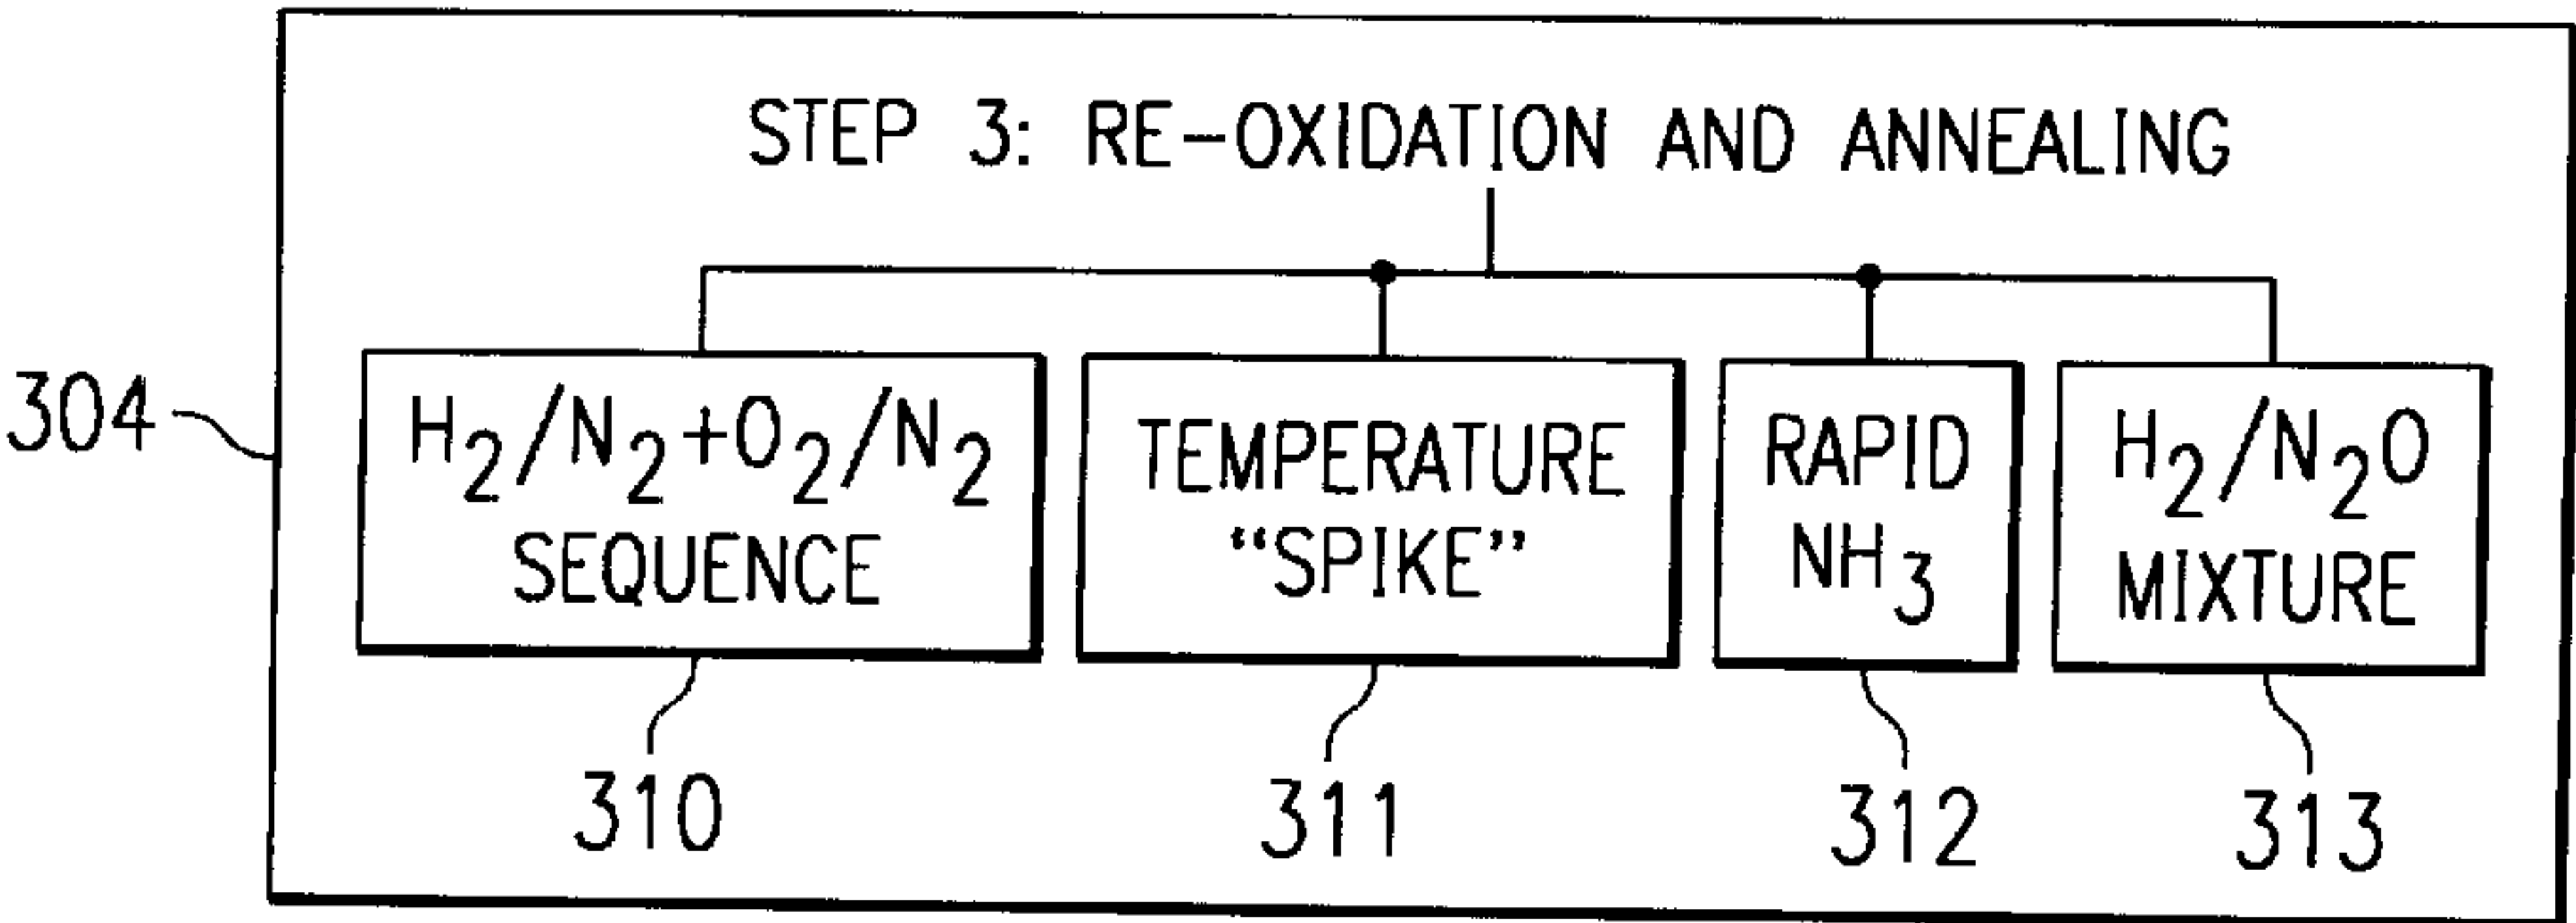 STEP 3: RE-OXIDATION AND ANNEALING
304
H₂/N₂+O₂/N₂
SEQUENCE
TEMPERATURE
“SPIKE”
RAPID
NH₃
H₂/N₂O
MIXTURE
310
311
312
313